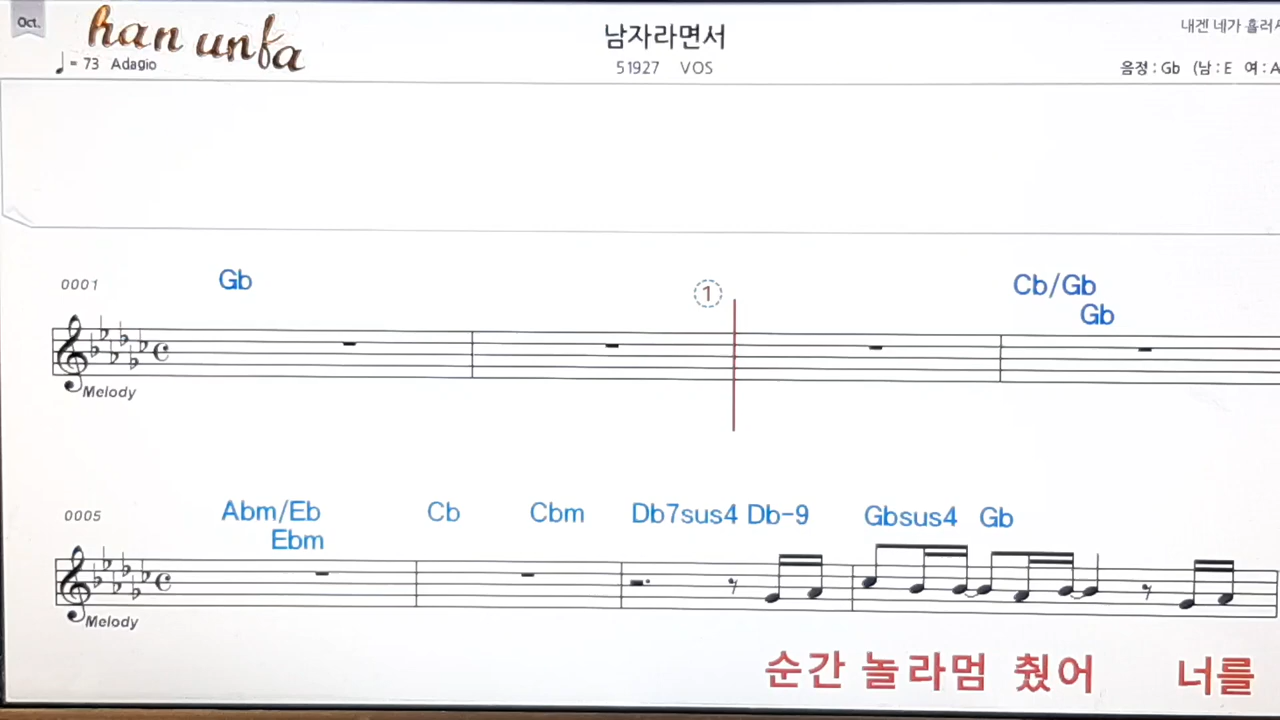 Oct.
han unfa
남자라면서
내겐 네가 흘러
♩= 73 Adagio
51927 VOS
음정 : Gb (남 : E 여 : A
0001
Gb
①
Cb/Gb
Gb
Melody
0005
Abm/Eb
Ebm
Cb
Cbm
Db7sus4 Db-9
Gbsus4 Gb
Melody
순간 놀라멈 췄어 너를